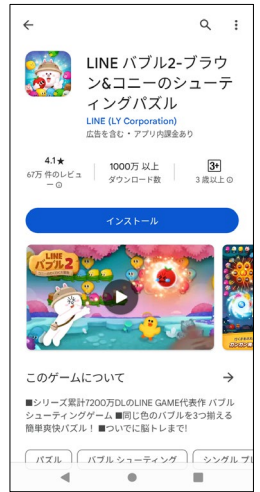 LINE バブル2-ブラウ
ン&コニーのシューテ
ィングパズル
LINE (LY Corporation)
広告を含む・アプリ内課金あり
4.1★
67万 件のレビュ
ー
1000万 以上
ダウンロード数
3+
3 歳以上
インストール
LINE
バブル2
このゲームについて
■シリーズ累計7200万DLのLINE GAME代表作 バブル
シューティングゲーム ■同じ色のバブルを3つ揃える
簡単爽快パズル！ ■ついでに脳トレまで!
パズル
バブル シューティング